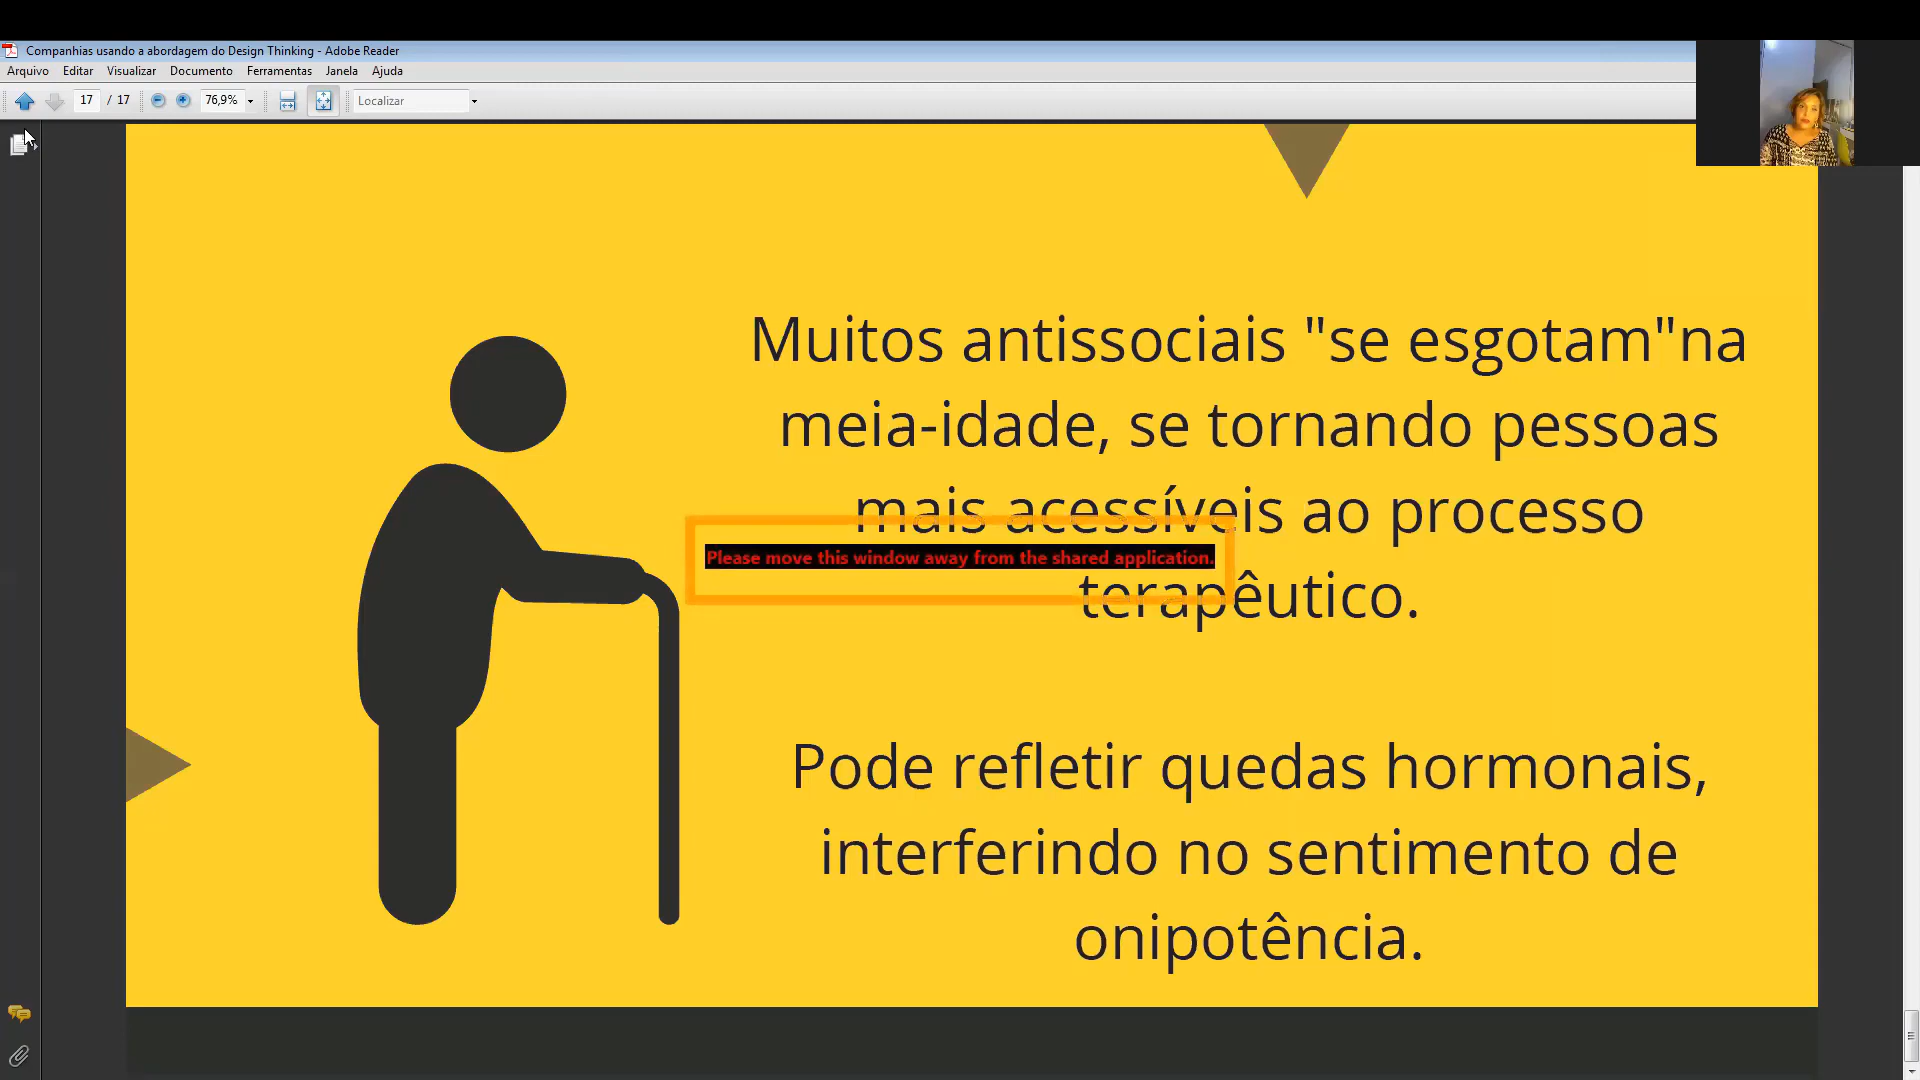 Companhias usando a abordagem do Design Thinking - Adobe Reader
Arquivo Editar Visualizar Documento Ferramentas Janela Ajuda
17 / 17 76,9% Localizar
Muitos antissociais "se esgotam"na
meia-idade, se tornando pessoas
mais acessíveis ao processo
Please move this window away from the shared application.
terapêutico.
Pode refletir quedas hormonais,
interferindo no sentimento de
onipotência.